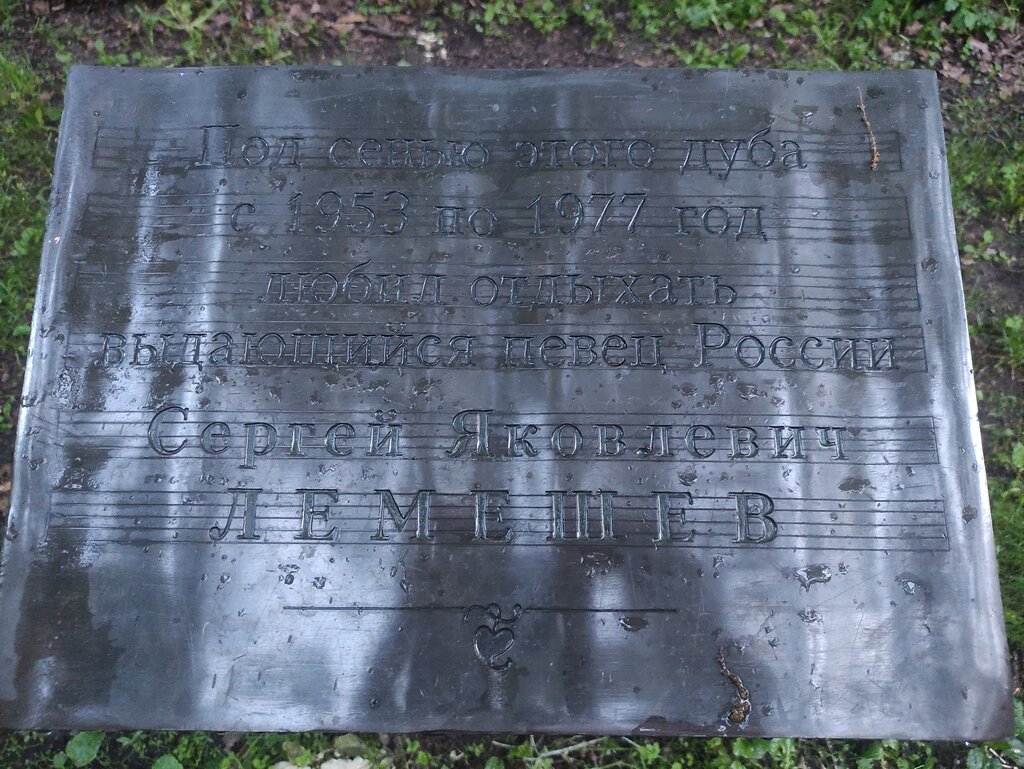 Под сенью этого дуба
с 1953 по 1977 год
любил отдыхать
выдающийся певец России
Сергей Яковлевич
ЛЕМЕШЕВ